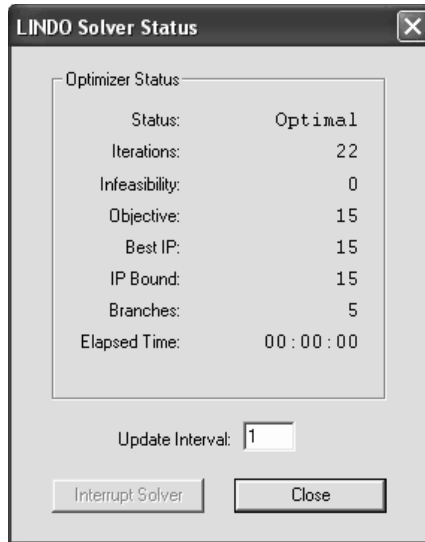 LINDO Solver Status
Optimizer Status
Status: Optimal
Iterations: 22
Infeasibility: 0
Objective: 15
Best IP: 15
IP Bound: 15
Branches: 5
Elapsed Time: 00:00:00
Update Interval: 1
Interrupt Solver Close